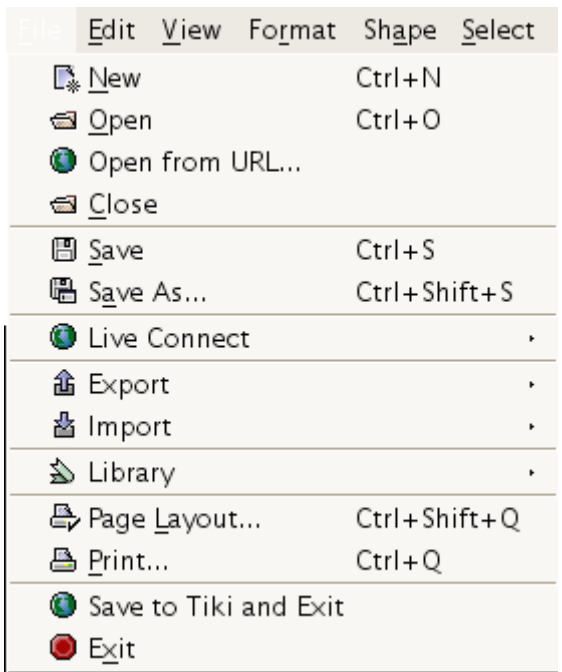 File Edit View Format Shape Select
New Ctrl+N
Open Ctrl+O
Open from URL...
Close
Save Ctrl+S
Save As... Ctrl+Shift+S
Live Connect
Export
Import
Library
Page Layout... Ctrl+Shift+Q
Print... Ctrl+Q
Save to Tiki and Exit
Exit